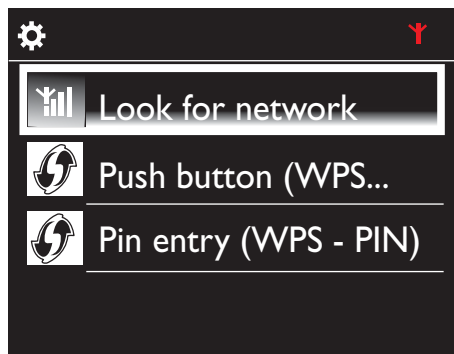 Look for network
Push button (WPS...
Pin entry (WPS - PIN)